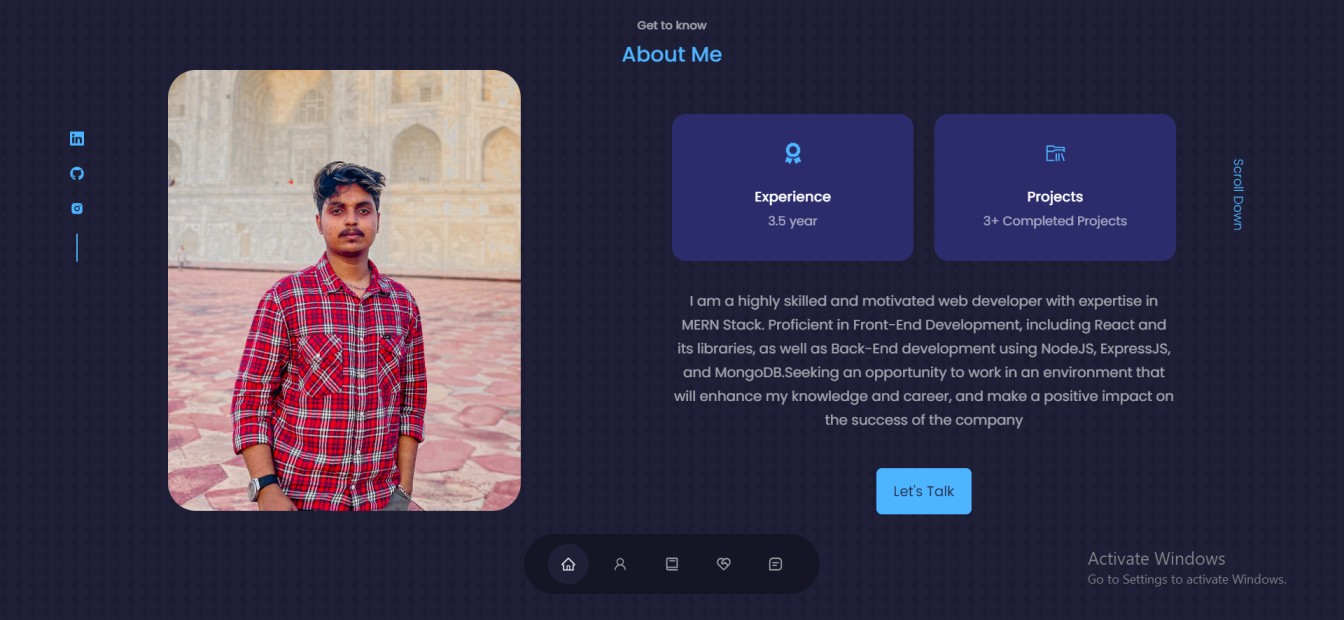 Get to know
About Me
Experience
3.5 year
Projects
3+ Completed Projects
Scroll Down
I am a highly skilled and motivated web developer with expertise in
MERN Stack. Proficient in Front-End Development, including React and
its libraries, as well as Back-End development using NodeJS, ExpressJS,
and MongoDB.Seeking an opportunity to work in an environment that
will enhance my knowledge and career, and make a positive impact on
the success of the company
Let's Talk
Activate Windows
Go to Settings to activate Windows.